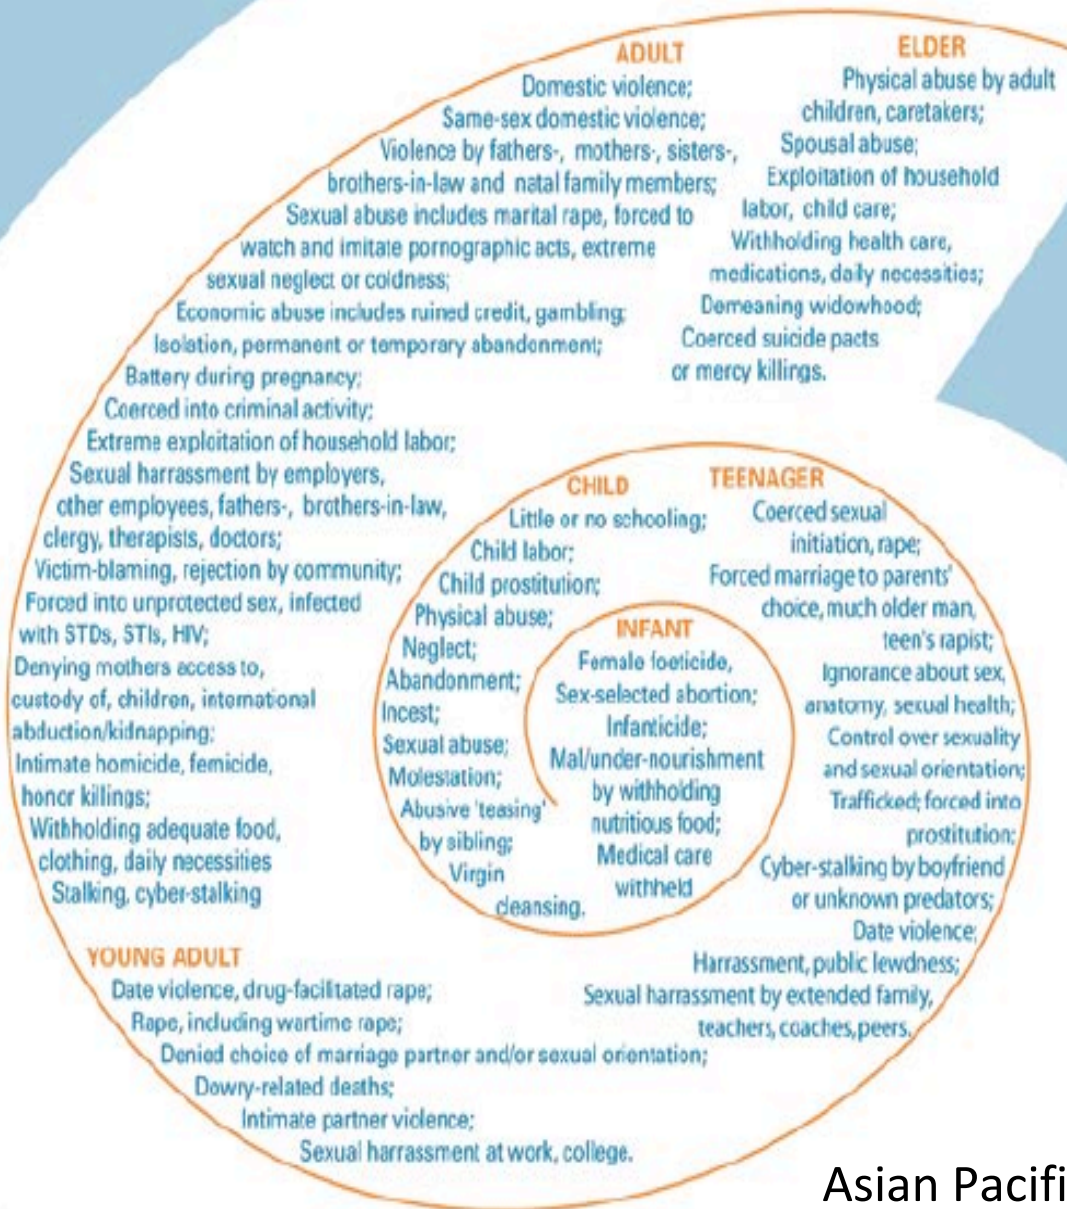 INFANT
Female foeticide,
Sex-selected abortion;
Infanticide;
Mal/under-nourishment
by withholding
nutritious food;
Medical care
withheld
CHILD
Little or no schooling;
Child labor;
Child prostitution;
Physical abuse;
Neglect;
Abandonment;
Incest;
Sexual abuse;
Molestation;
Abusive 'teasing'
by sibling;
Virgin
cleansing.
TEENAGER
Coerced sexual
initiation, rape;
Forced marriage to parents'
choice, much older man,
teen's rapist;
Ignorance about sex,
anatomy, sexual health;
Control over sexuality
and sexual orientation;
Trafficked; forced into
prostitution;
Cyber-stalking by boyfriend
or unknown predators;
Date violence;
Harrassment, public lewdness;
Sexual harrassment by extended family,
teachers, coaches, peers.
YOUNG ADULT
Date violence, drug-facilitated rape;
Rape, including wartime rape;
Denied choice of marriage partner and/or sexual orientation;
Dowry-related deaths;
Intimate partner violence;
Sexual harrassment at work, college.
ADULT
Domestic violence;
Same-sex domestic violence;
Violence by fathers-, mothers-, sisters-,
brothers-in-law and natal family members;
Sexual abuse includes marital rape, forced to
watch and imitate pornographic acts, extreme
sexual neglect or coldness;
Economic abuse includes ruined credit, gambling;
Isolation, permanent or temporary abandonment;
Battery during pregnancy;
Coerced into criminal activity;
Extreme exploitation of household labor;
Sexual harrassment by employers,
other employees, fathers-, brothers-in-law,
clergy, therapists, doctors;
Victim-blaming, rejection by community;
Forced into unprotected sex, infected
with STDs, STIs, HIV;
Denying mothers access to,
custody of, children, international
abduction/kidnapping;
Intimate homicide, femicide,
honor killings;
Withholding adequate food,
clothing, daily necessities
Stalking, cyber-stalking
ELDER
Physical abuse by adult
children, caretakers;
Spousal abuse;
Exploitation of household
labor, child care;
Withholding health care,
medications, daily necessities;
Demeaning widowhood;
Coerced suicide pacts
or mercy killings.
Asian Pacifi